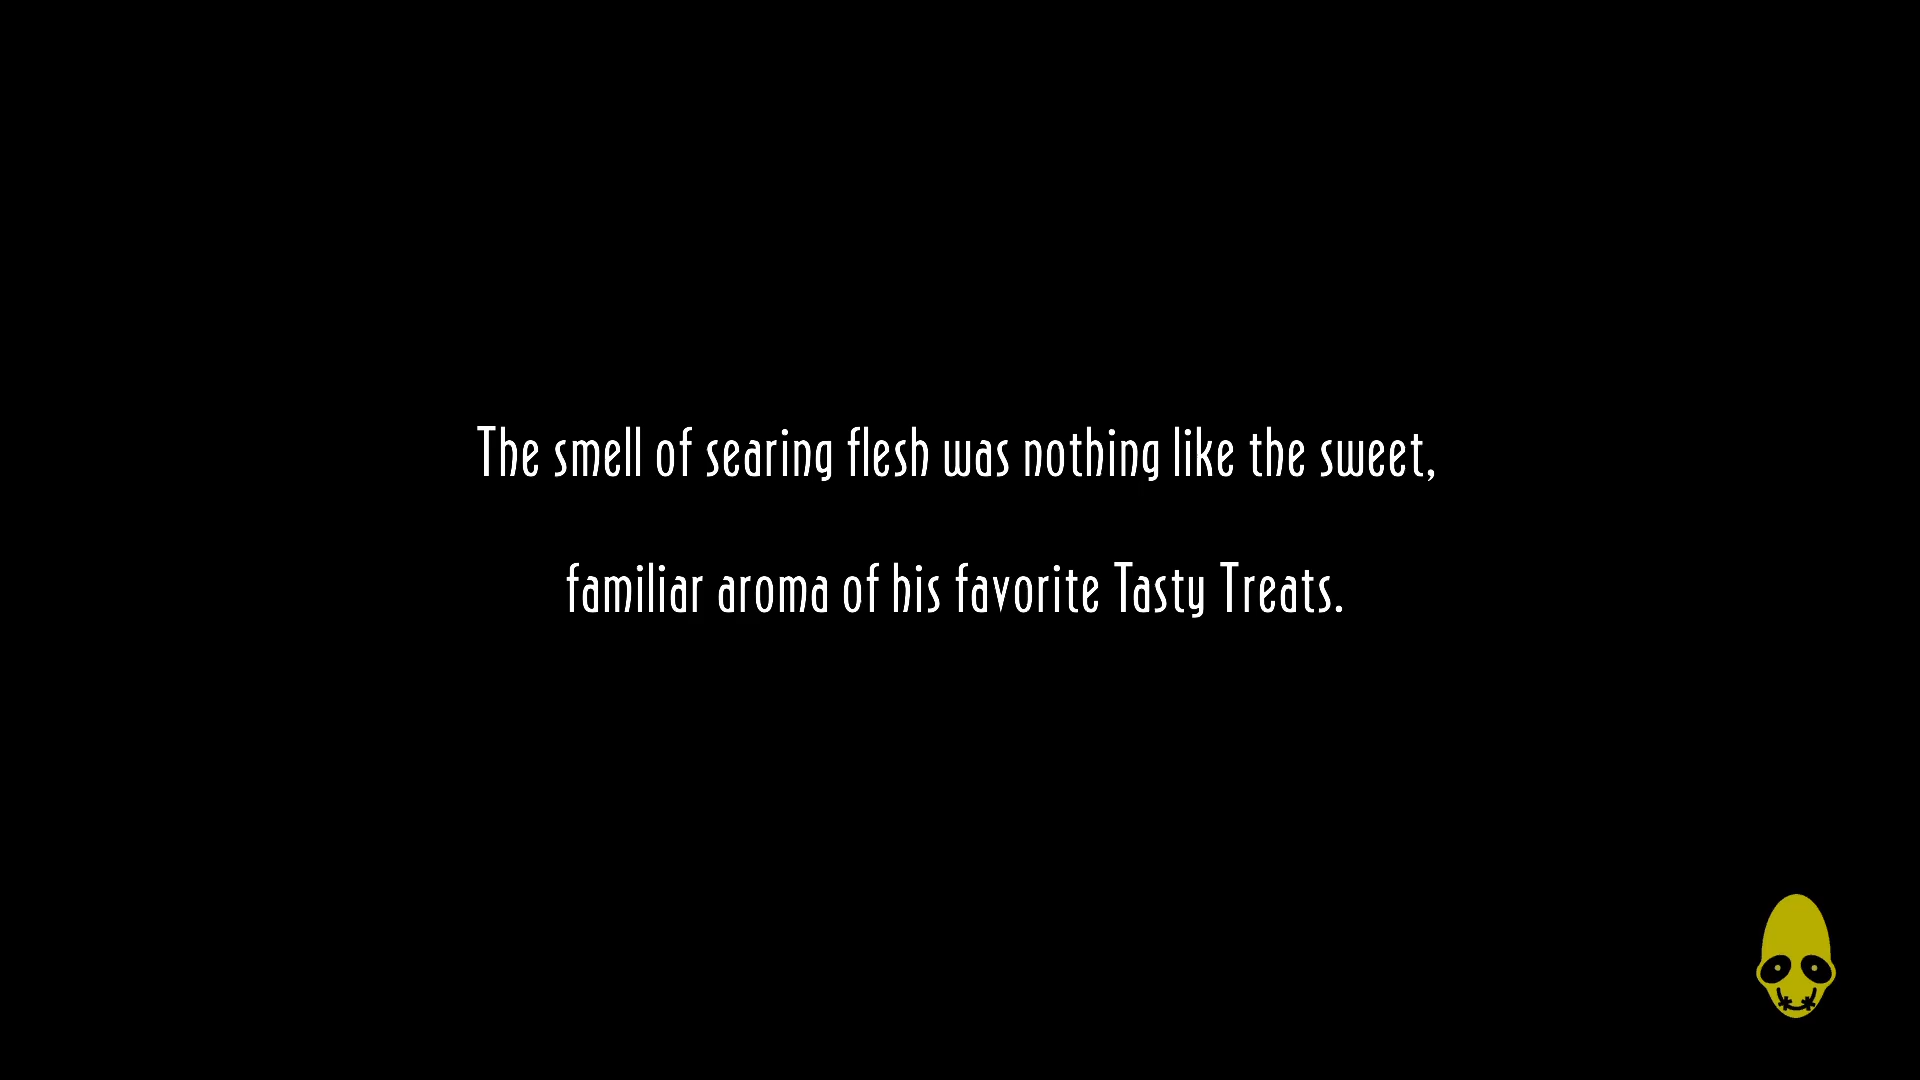 The smell of searing flesh was nothing like the sweet,
familiar aroma of his favorite Tasty Treats.